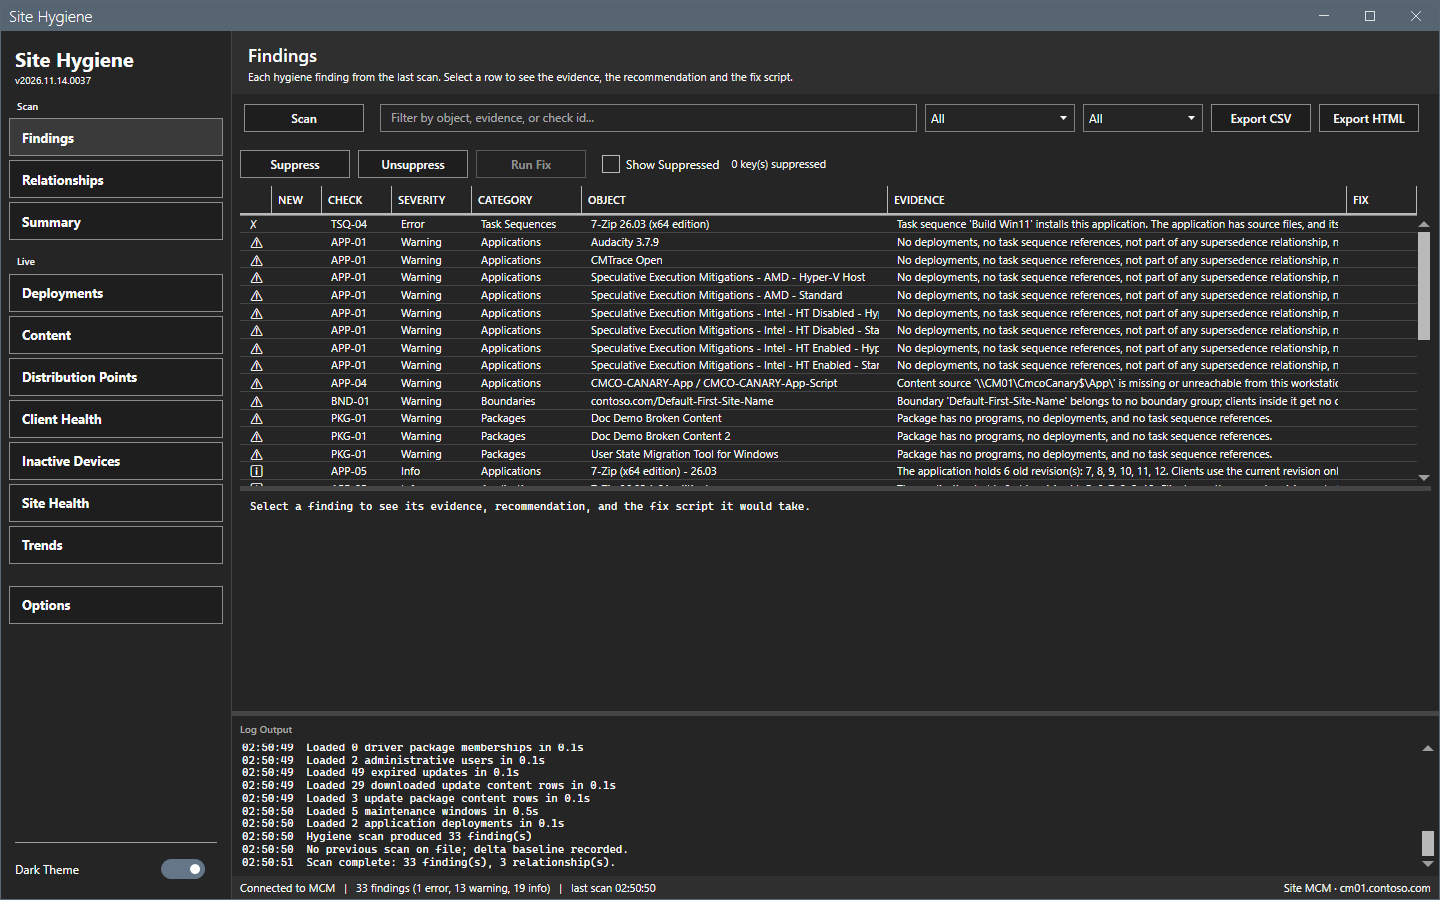 Site Hygiene
Site Hygiene
v2026.11.14.0037
Scan
Findings
Relationships
Summary
Live
Deployments
Content
Distribution Points
Client Health
Inactive Devices
Site Health
Trends
Options
Dark Theme
Findings
Each hygiene finding from the last scan. Select a row to see the evidence, the recommendation and the fix script.
Scan
Filter by object, evidence, or check id...
All
All
Export CSV
Export HTML
Suppress
Unsuppress
Run Fix
Show Suppressed
0 key(s) suppressed
NEW CHECK SEVERITY CATEGORY OBJECT EVIDENCE FIX
X TSQ-04 Error Task Sequences 7-Zip 26.03 (x64 edition) Task sequence 'Build Win11' installs this application. The application has source files, and its
APP-01 Warning Applications Audacity 3.7.9 No deployments, no task sequence references, not part of any supersedence relationship, n
APP-01 Warning Applications CMTrace Open No deployments, no task sequence references, not part of any supersedence relationship, n
APP-01 Warning Applications Speculative Execution Mitigations - AMD - Hyper-V Host No deployments, no task sequence references, not part of any supersedence relationship, n
APP-01 Warning Applications Speculative Execution Mitigations - AMD - Standard No deployments, no task sequence references, not part of any supersedence relationship, n
APP-01 Warning Applications Speculative Execution Mitigations - Intel - HT Disabled - Hy No deployments, no task sequence references, not part of any supersedence relationship, n
APP-01 Warning Applications Speculative Execution Mitigations - Intel - HT Disabled - Sta No deployments, no task sequence references, not part of any supersedence relationship, n
APP-01 Warning Applications Speculative Execution Mitigations - Intel - HT Enabled - Hyp No deployments, no task sequence references, not part of any supersedence relationship, n
APP-01 Warning Applications Speculative Execution Mitigations - Intel - HT Enabled - Star No deployments, no task sequence references, not part of any supersedence relationship, n
APP-04 Warning Applications CMCO-CANARY-App / CMCO-CANARY-App-Script Content source '\\CM01\CmcoCanary$\App\' is missing or unreachable from this workstatic
BND-01 Warning Boundaries contoso.com/Default-First-Site-Name Boundary 'Default-First-Site-Name' belongs to no boundary group; clients inside it get no c
PKG-01 Warning Packages Doc Demo Broken Content Package has no programs, no deployments, and no task sequence references.
PKG-01 Warning Packages Doc Demo Broken Content 2 Package has no programs, no deployments, and no task sequence references.
PKG-01 Warning Packages User State Migration Tool for Windows Package has no programs, no deployments, and no task sequence references.
APP-05 Info Applications 7-Zip (x64 edition) - 26.03 The application holds 6 old revision(s): 7, 8, 9, 10, 11, 12. Clients use the current revision onl
Select a finding to see its evidence, recommendation, and the fix script it would take.
Log Output
02:50:49 Loaded 0 driver package memberships in 0.1s
02:50:49 Loaded 2 administrative users in 0.1s
02:50:49 Loaded 49 expired updates in 0.1s
02:50:49 Loaded 29 downloaded update content rows in 0.1s
02:50:49 Loaded 3 update package content rows in 0.1s
02:50:50 Loaded 5 maintenance windows in 0.5s
02:50:50 Loaded 2 application deployments in 0.1s
02:50:50 Hygiene scan produced 33 finding(s)
02:50:50 No previous scan on file; delta baseline recorded.
02:50:51 Scan complete: 33 finding(s), 3 relationship(s).
Connected to MCM | 33 findings (1 error, 13 warning, 19 info) | last scan 02:50:50
Site MCM · cm01.contoso.com